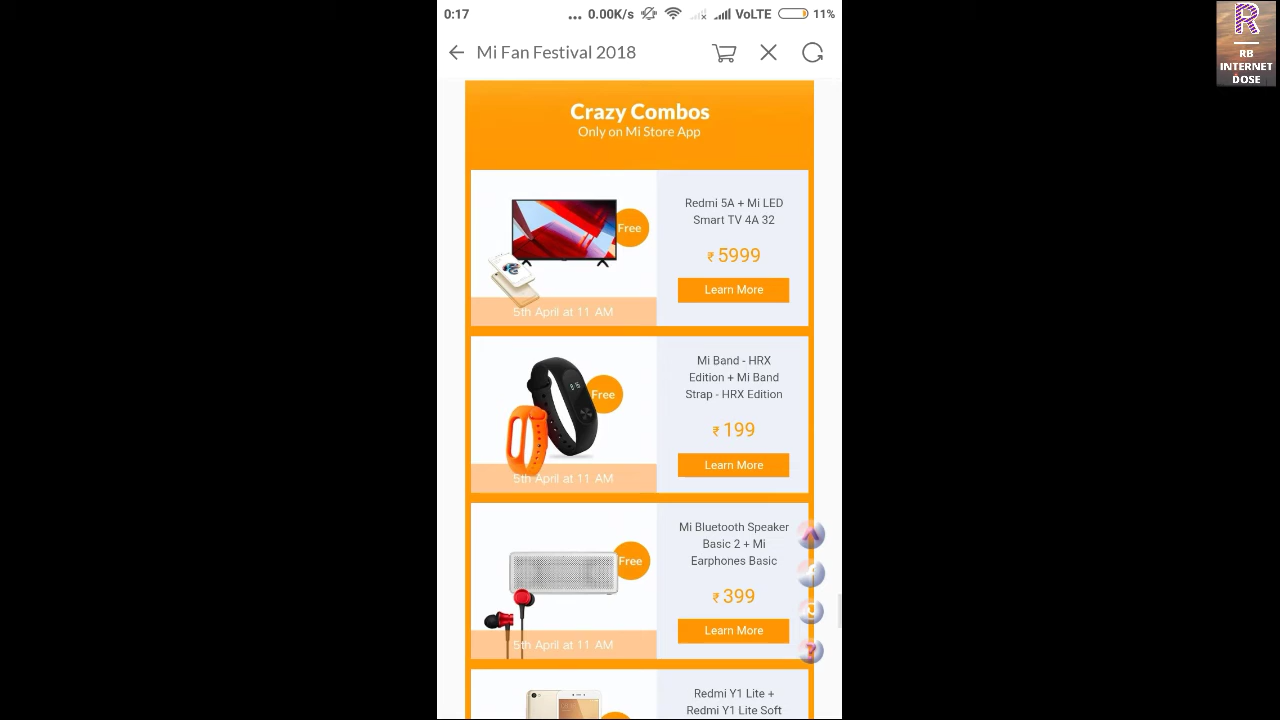 0:17 ... 0.00K/s VoLTE 11%
Mi Fan Festival 2018
R
RB
INTERNET
DOSE
Crazy Combos
Only on Mi Store App
Free
5th April at 11 AM
Redmi 5A + Mi LED
Smart TV 4A 32
₹ 5999
Learn More
Free
5th April at 11 AM
Mi Band - HRX
Edition + Mi Band
Strap - HRX Edition
₹ 199
Learn More
Free
5th April at 11 AM
Mi Bluetooth Speaker
Basic 2 + Mi
Earphones Basic
₹ 399
Learn More
Redmi Y1 Lite +
Redmi Y1 Lite Soft